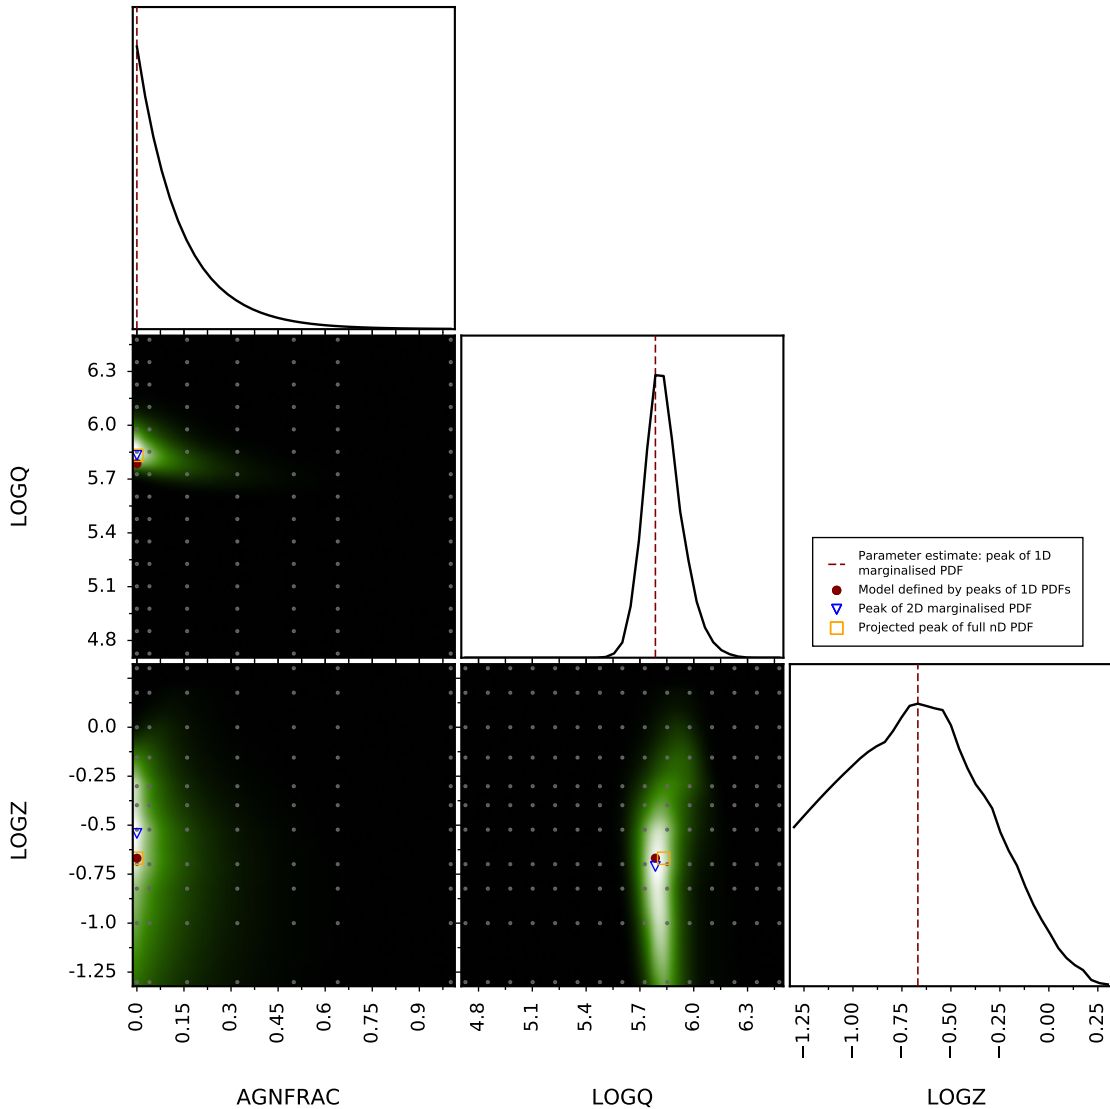 6.3
6.0
5.7
5.4
5.1
4.8
LOGQ
Parameter estimate: peak of 1D
marginalised PDF
Model defined by peaks of 1D PDFs
Peak of 2D marginalised PDF
Projected peak of full nD PDF
0.0
-0.25
-0.5
-0.75
-1.0
-1.25
LOGZ
0.0 0.15 0.3 0.45 0.6 0.75 0.9
4.8 5.1 5.4 5.7 6.0 6.3
−1.25 −1.00 −0.75 −0.50 −0.25 0.00 0.25
AGNFRAC LOGQ LOGZ